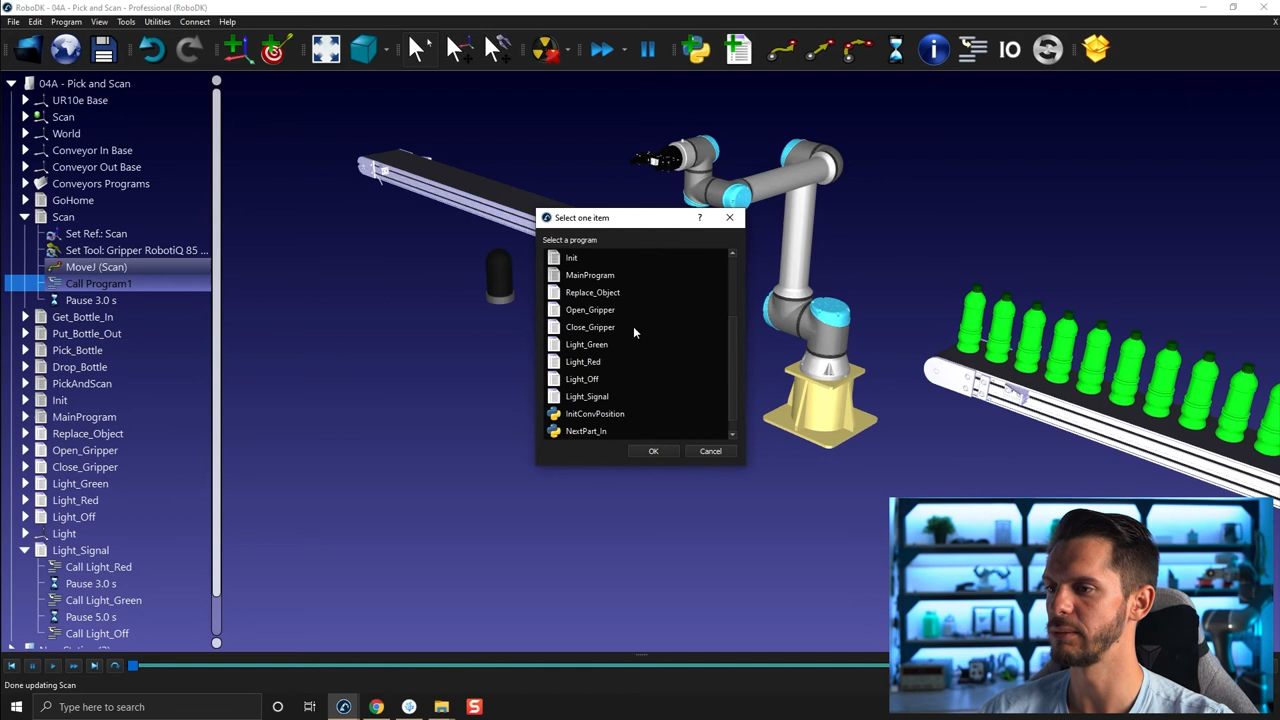 RoboDK - 04A - Pick and Scan - Professional (RoboDK)
File Edit Program View Tools Utilities Connect Help
X
IO
04A - Pick and Scan
UR10e Base
Scan
World
Conveyor In Base
Conveyor Out Base
Conveyors Programs
GoHome
Scan
Set Ref.: Scan
Set Tool: Gripper RobotiQ 85 ...
MoveJ (Scan)
Call Program1
Pause 3.0 s
Get_Bottle_In
Put_Bottle_Out
Pick_Bottle
Drop_Bottle
PickAndScan
Init
MainProgram
Replace_Object
Open_Gripper
Close_Gripper
Light_Green
Light_Red
Light_Off
Light
Light_Signal
Call Light_Red
Pause 3.0 s
Call Light_Green
Pause 5.0 s
Call Light_Off
Select one item ?
Select a program
Init
MainProgram
Replace_Object
Open_Gripper
Close_Gripper
Light_Green
Light_Red
Light_Off
Light_Signal
InitConvPosition
NextPart_In
OK Cancel
Done updating Scan
Type here to search
S